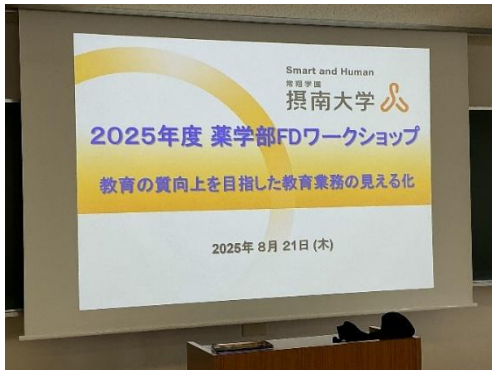 Smart and Human
常翔学園
摂南大学
2025年度 薬学部FDワークショップ
教育の質向上を目指した教育業務の見える化
2025年 8月 21日 (木)